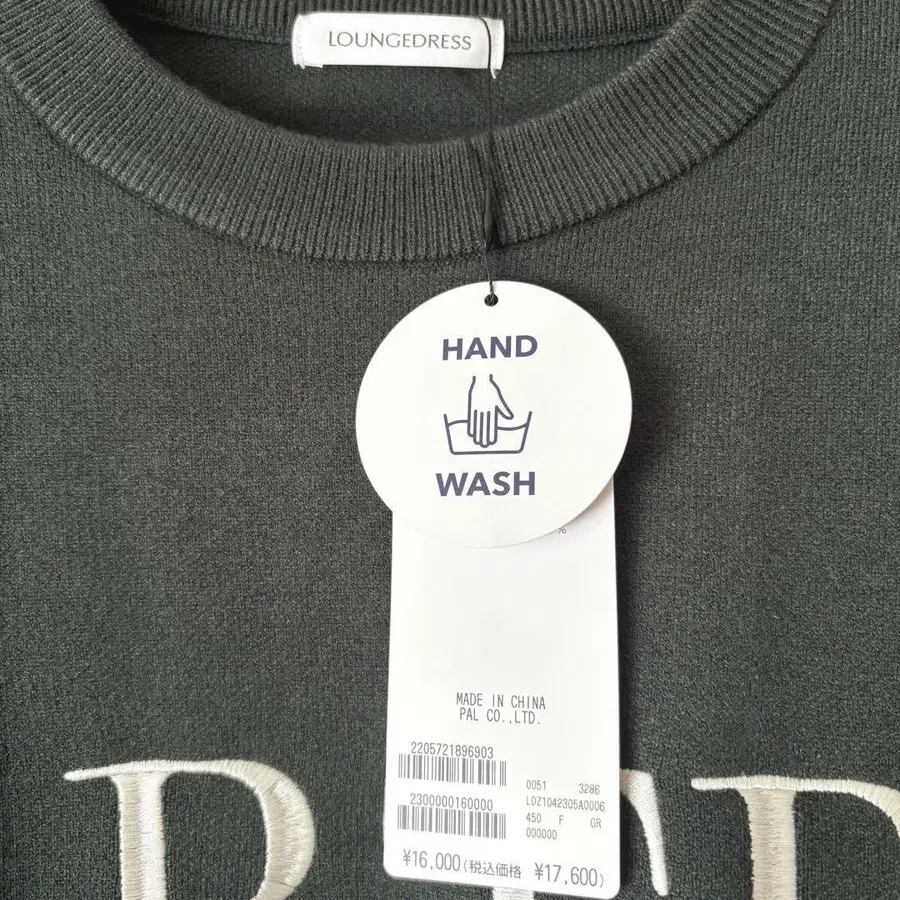 LOUNGEDRESS
HAND
WASH
%
MADE IN CHINA
PAL CO.,LTD.
2205721896903
0051 3286
LDZ1042305A0006
2300000160000
450 F GR
000000
¥16,000(税込価格 ¥17,600)